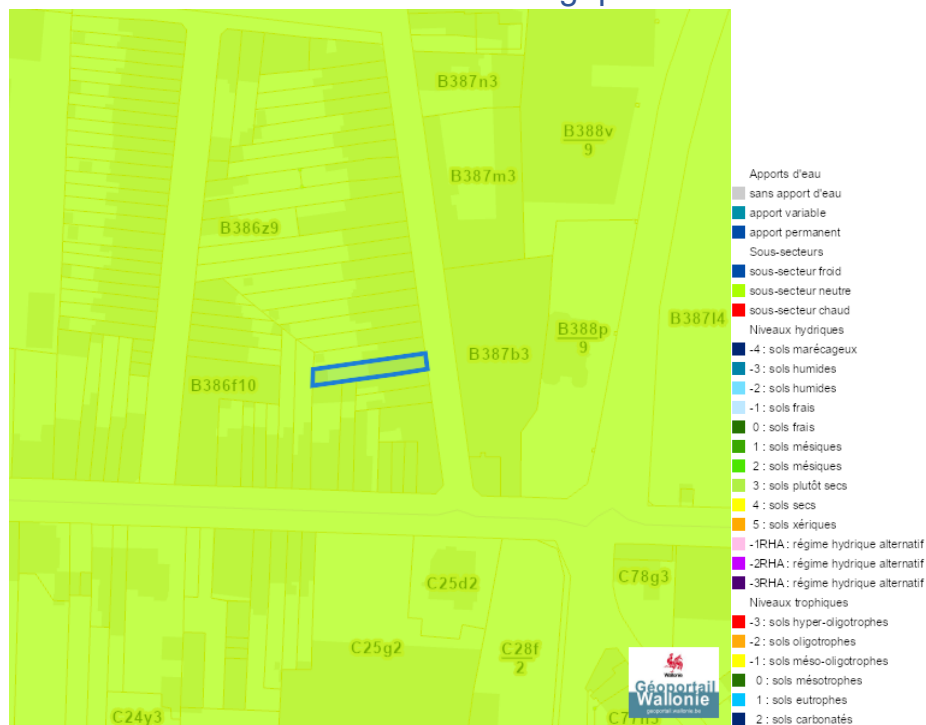 B387n3
B388v
9
B387m3
B386z9
B387l4
B388p
9
B387b3
B386f10
C25d2
C78g3
C25g2
C28f
2
C24y3
Wallonie
Géoportail
Wallonie
geoportail.wallonie.be
Apports d'eau
sans apport d'eau
apport variable
apport permanent
Sous-secteurs
sous-secteur froid
sous-secteur neutre
sous-secteur chaud
Niveaux hydriques
-4 : sols marécageux
-3 : sols humides
-2 : sols humides
-1 : sols frais
0 : sols frais
1 : sols mésiques
2 : sols mésiques
3 : sols plutôt secs
4 : sols secs
5 : sols xériques
-1RHA : régime hydrique alternatif
-2RHA : régime hydrique alternatif
-3RHA : régime hydrique alternatif
Niveaux trophiques
-3 : sols hyper-oligotrophes
-2 : sols oligotrophes
-1 : sols méso-oligotrophes
0 : sols mésotrophes
1 : sols eutrophes
2 : sols carbonatés